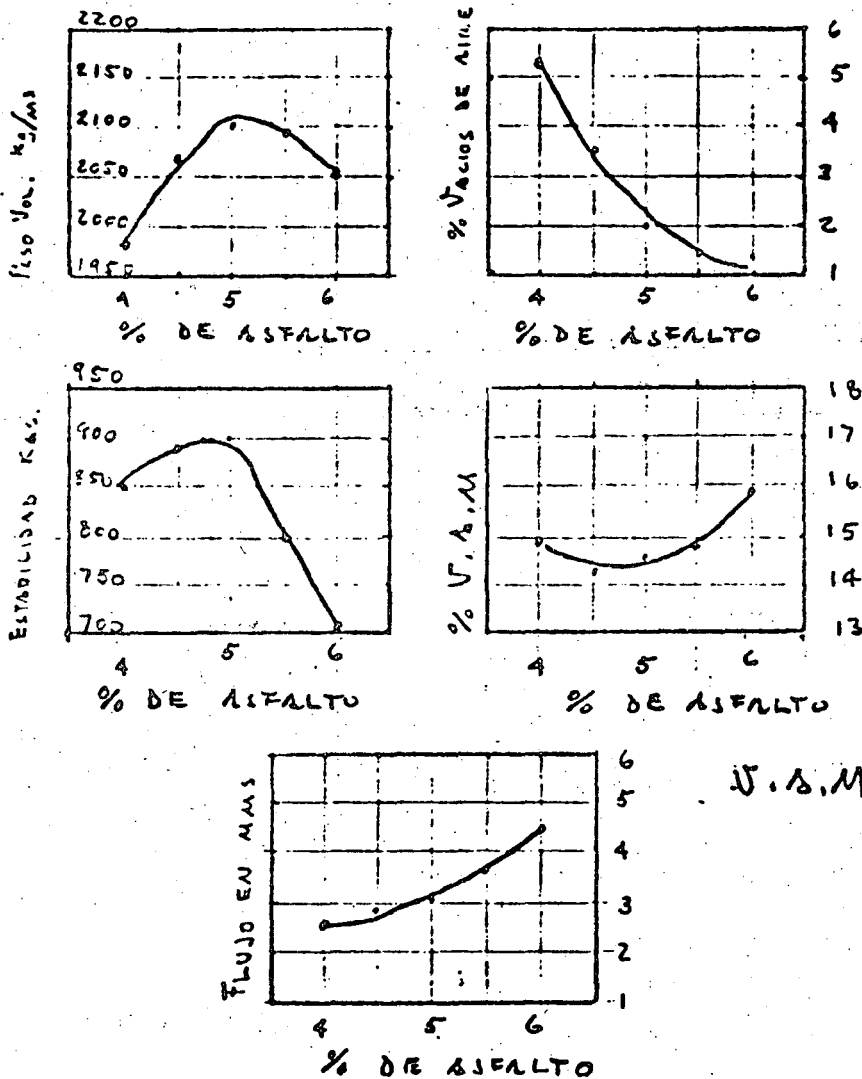 2200
2150
2100
2050
2000
1950
PESO VOL. Kg/M3
4 5 6
% DE ASFALTO
6
5
4
3
2
1
% VACIOS DE AIRE
4 5 6
% DE ASFALTO
950
900
850
800
750
700
ESTABILIDAD KGS.
4 5 6
% DE ASFALTO
18
17
16
15
14
13
% V.A.M
4 5 6
% DE ASFALTO
6
5
4
3
2
1
FLUJO EN MMS
4 5 6
% DE ASFALTO
V.A.M